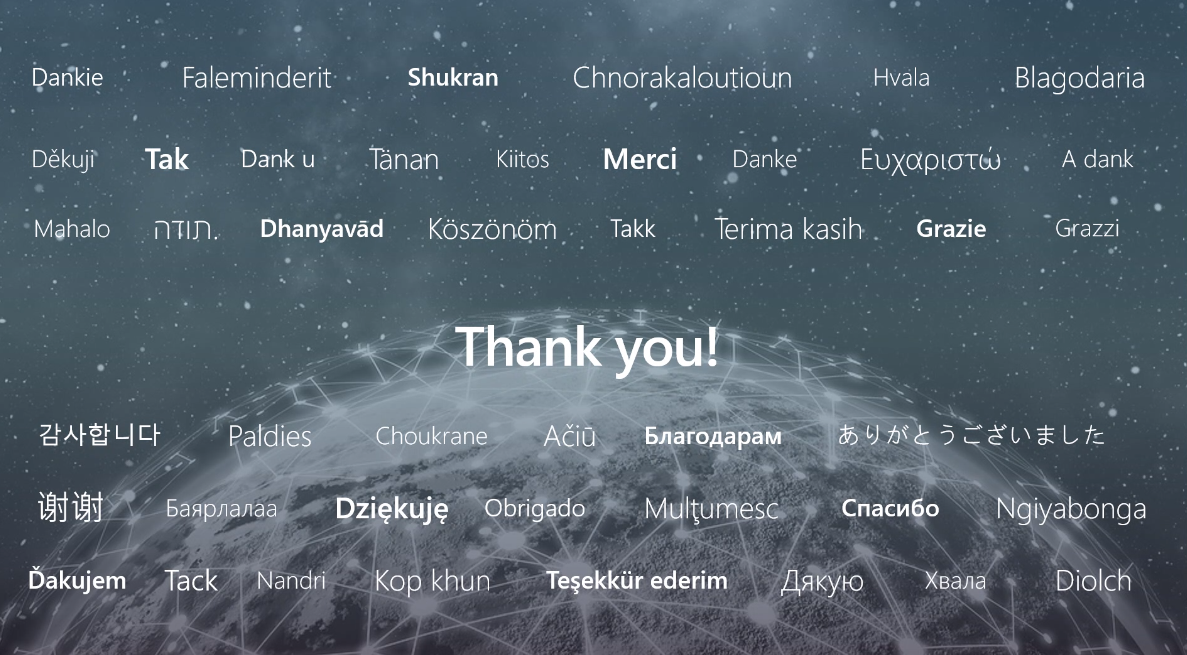 Dankie Faleminderit Shukran Chnorakaloutioun Hvala Blagodaria
Děkuji Tak Dank u Tänan Kiitos Merci Danke Ευχαριστώ A dank
Mahalo תודה. Dhanyavād Köszönöm Takk Terima kasih Grazie Grazzi
Thank you!
감사합니다 Paldies Choukrane Ačiū Благодарам ありがとうございました
谢谢 Баярлалаа Dziękuję Obrigado Mulţumesc Спасибо Ngiyabonga
Ďakujem Tack Nandri Kop khun Teşekkür ederim Дякую Хвала Diolch